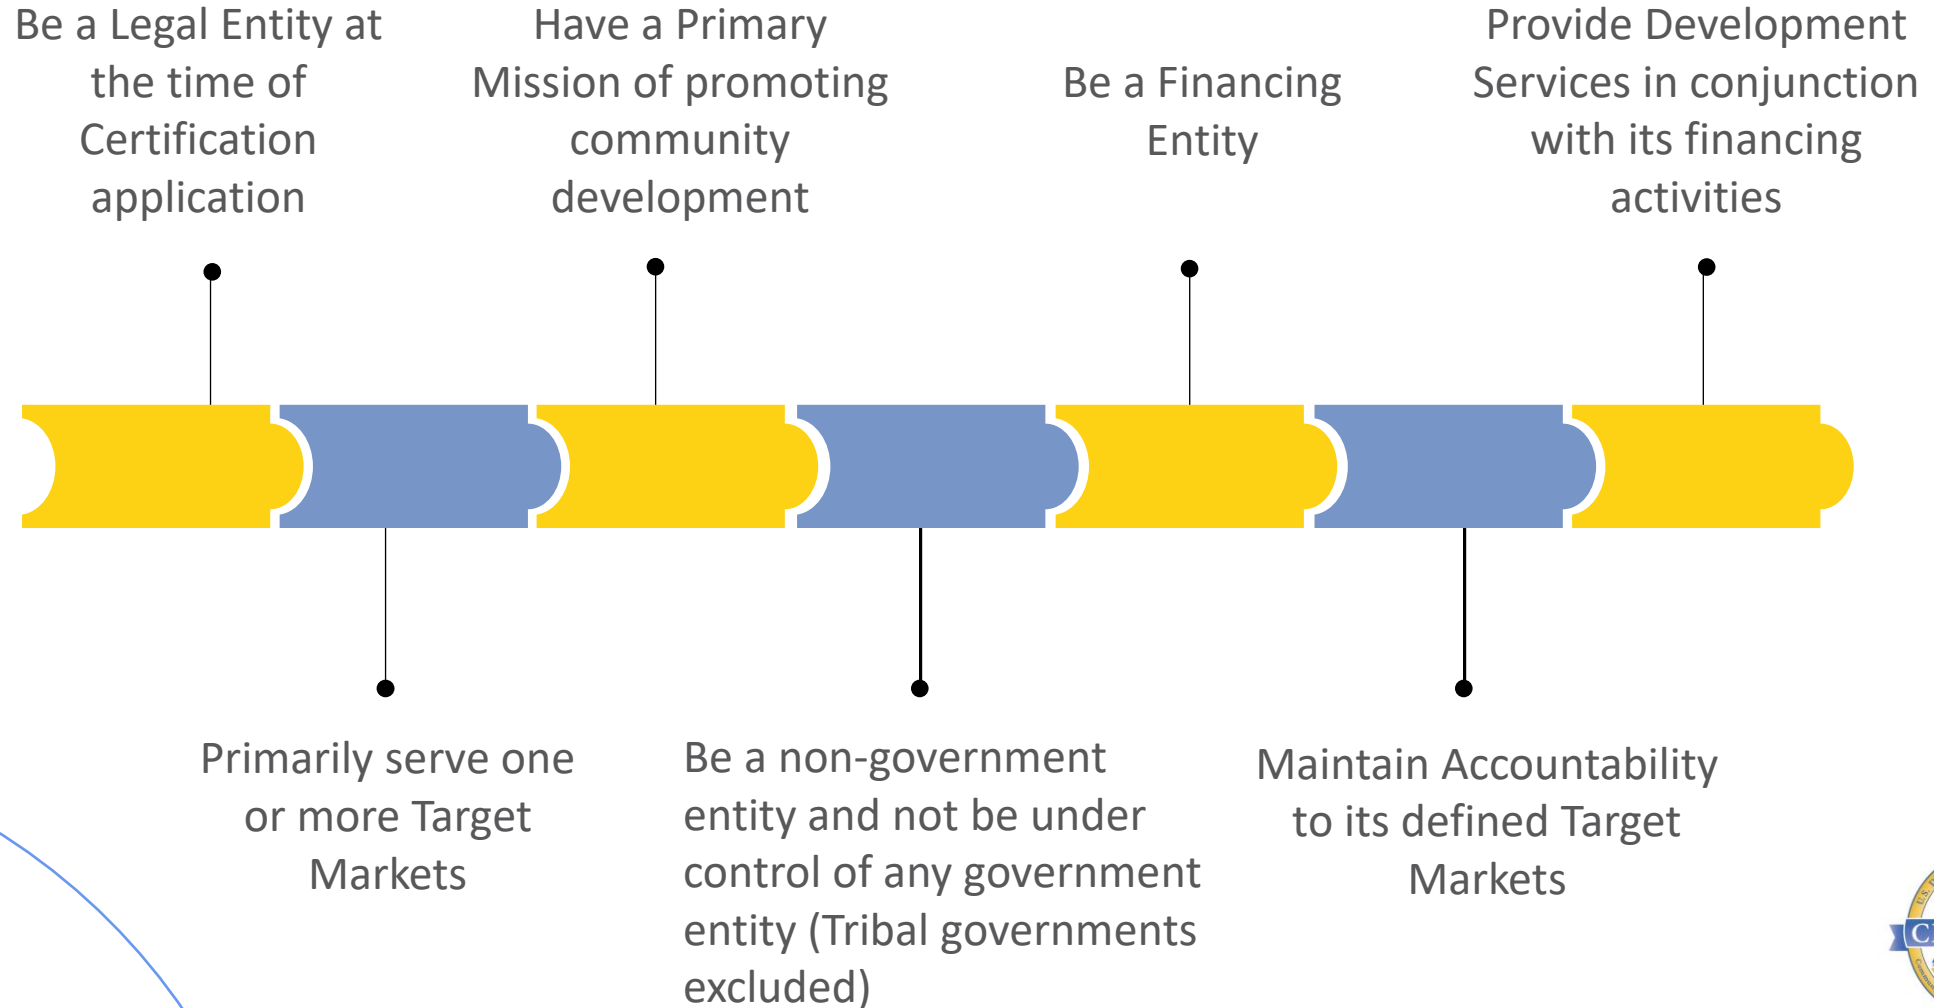 Be a Legal Entity at
the time of
Certification
application
Have a Primary
Mission of promoting
community
development
Be a Financing
Entity
Provide Development
Services in conjunction
with its financing
activities
Primarily serve one
or more Target
Markets
Be a non-government
entity and not be under
control of any government
entity (Tribal governments
excluded)
Maintain Accountability
to its defined Target
Markets